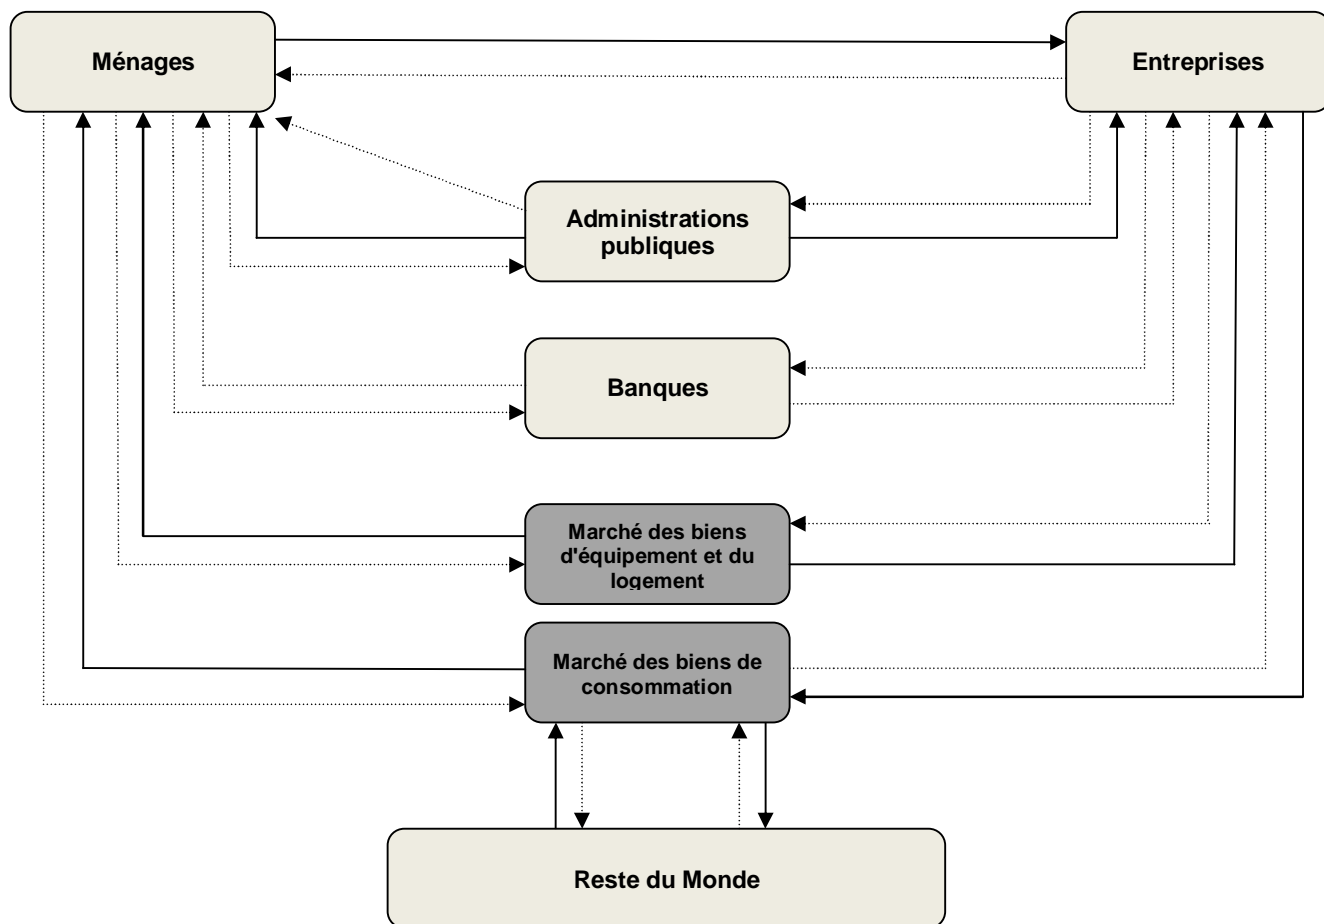 Ménages
Entreprises
Administrations
publiques
Banques
Marché des biens
d'équipement et du
logement
Marché des biens de
consommation
Reste du Monde